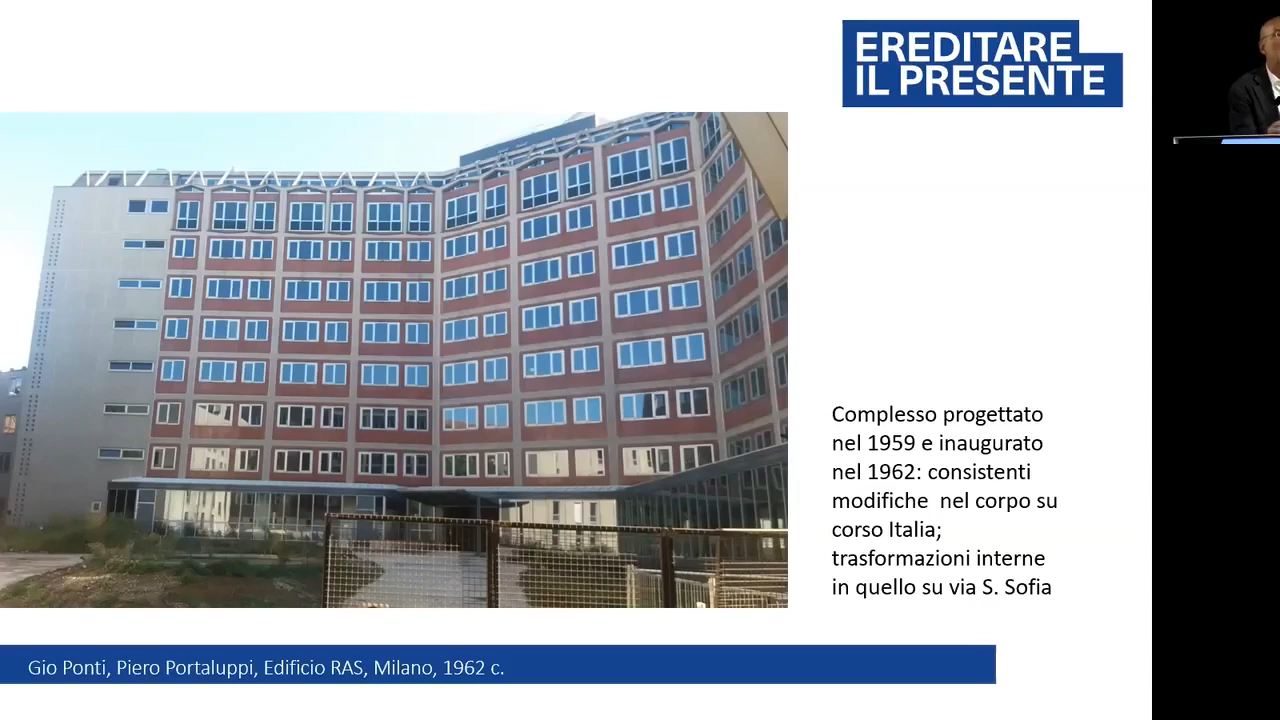 EREDITARE
IL PRESENTE
Complesso progettato
nel 1959 e inaugurato
nel 1962: consistenti
modifiche  nel corpo su
corso Italia;
trasformazioni interne
in quello su via S. Sofia
Gio Ponti, Piero Portaluppi, Edificio RAS, Milano, 1962 c.